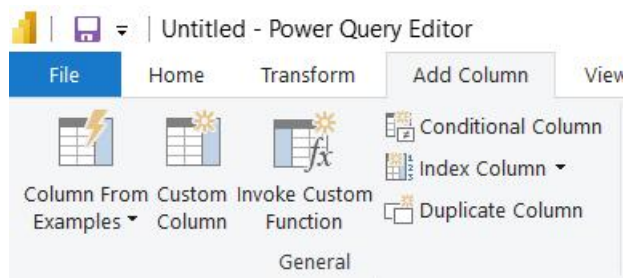 Untitled - Power Query Editor
File Home Transform Add Column View
Column From Examples
Custom Column
Invoke Custom Function
Conditional Column
Index Column
Duplicate Column
General